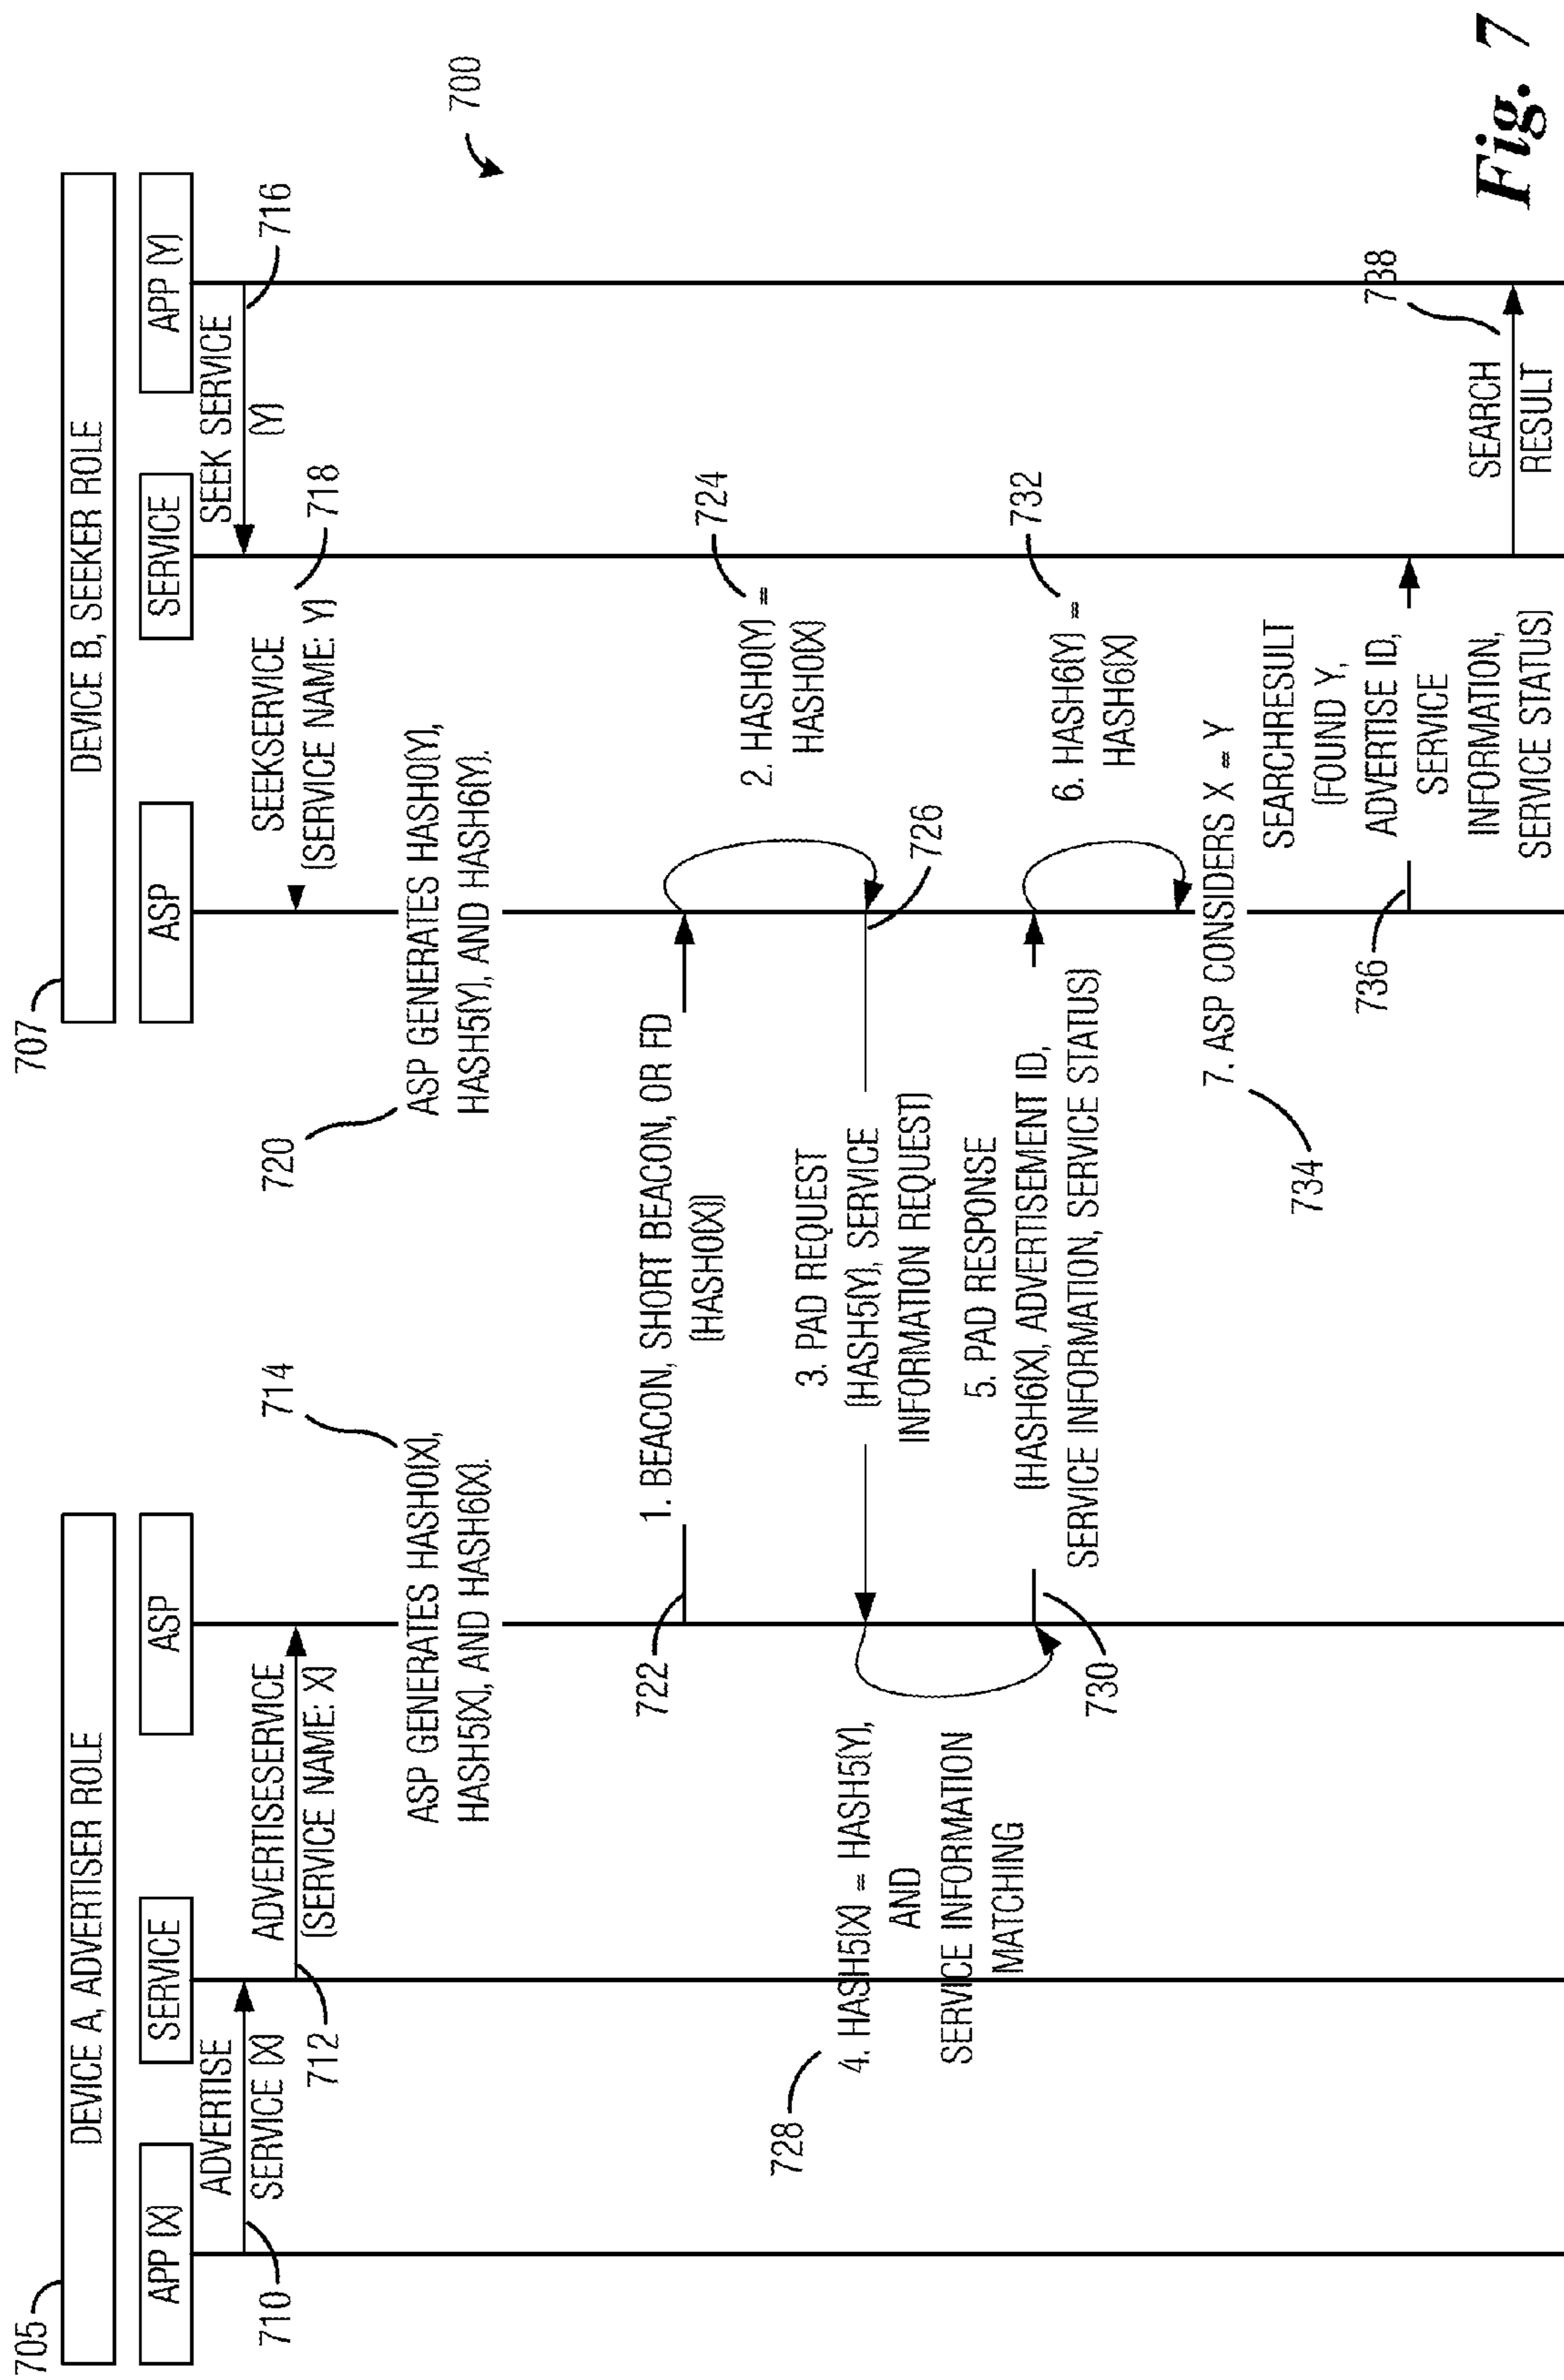 705
DEVICE A, ADVERTISER ROLE
707
DEVICE B, SEEKER ROLE
APP (X)
SERVICE
ASP
ASP
SERVICE
APP (Y)
710
ADVERTISE
SERVICE (X)
712
ADVERTISESERVICE
(SERVICE NAME: X)
SEEKSERVICE
(SERVICE NAME: Y)
718
SEEK SERVICE
(Y)
716
700
714
ASP GENERATES HASH0(X),
HASH5(X), AND HASH6(X).
720
ASP GENERATES HASH0(Y),
HASH5(Y), AND HASH6(Y).
722
1. BEACON, SHORT BEACON, OR FD
(HASH0(X))
724
2. HASH0(Y) =
HASH0(X)
3. PAD REQUEST
(HASH5(Y), SERVICE
INFORMATION REQUEST)
726
728
4. HASH5(X) = HASH5(Y),
AND
SERVICE INFORMATION
MATCHING
5. PAD RESPONSE
(HASH6(X), ADVERTISEMENT ID,
SERVICE INFORMATION, SERVICE STATUS)
730
732
6. HASH6(Y) =
HASH6(X)
7. ASP CONSIDERS X = Y
734
SEARCHRESULT
(FOUND Y,
ADVERTISE ID,
SERVICE
INFORMATION,
SERVICE STATUS)
736
738
SEARCH
RESULT
Fig. 7